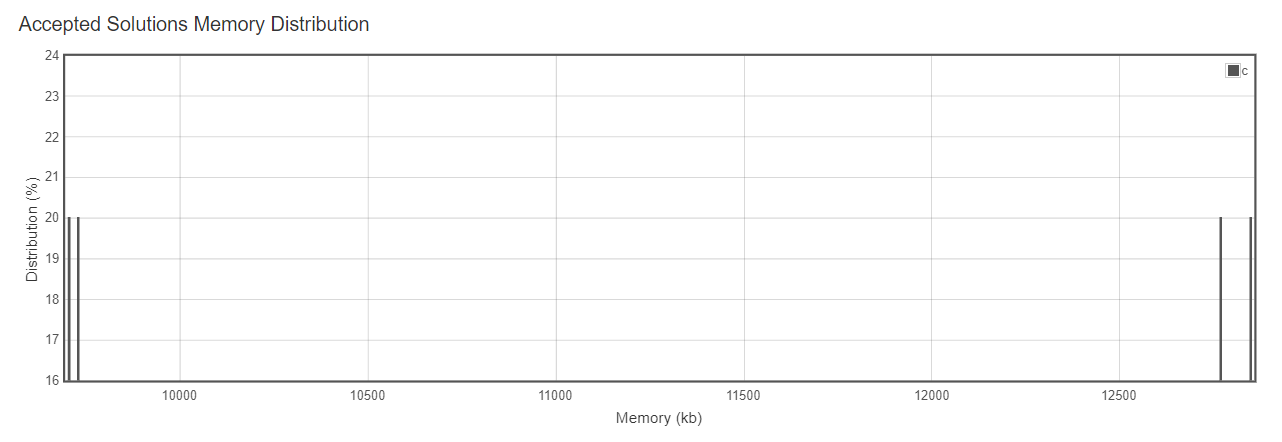 Accepted Solutions Memory Distribution
24
c
23
22
21
20
19
18
17
16
Distribution (%)
10000 10500 11000 11500 12000 12500
Memory (kb)